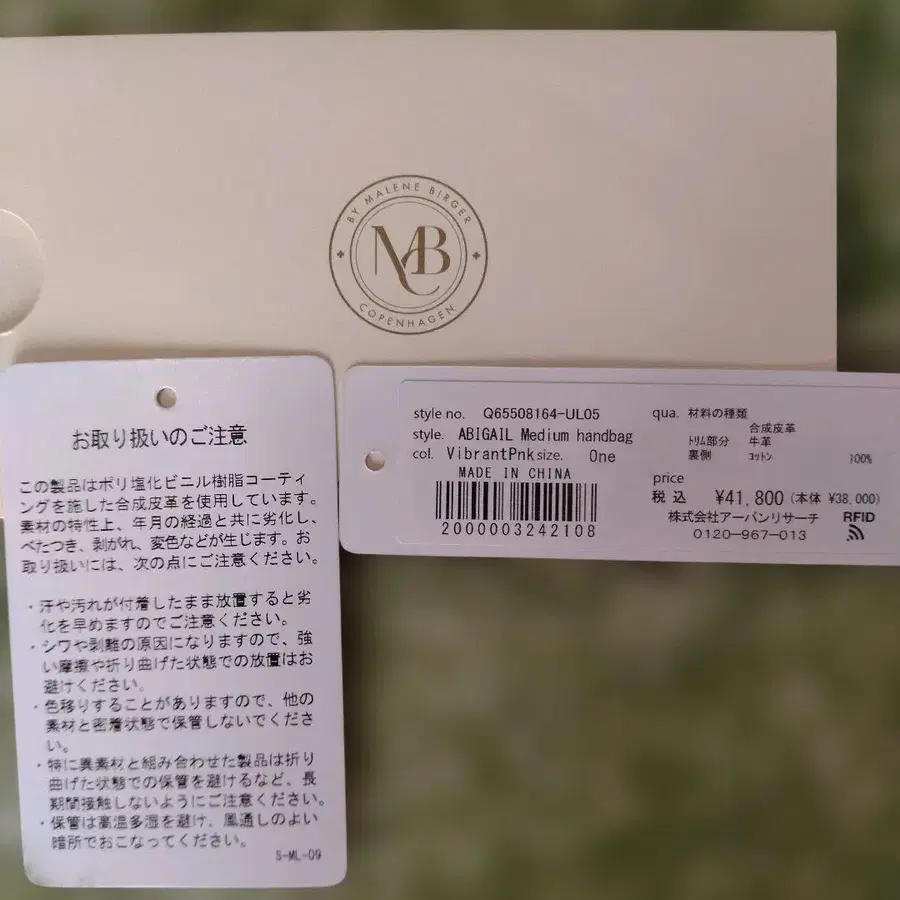 BY MALENE BIRGER
MB
COPENHAGEN
お取り扱いのご注意
この製品はポリ塩化ビニル樹脂コーティ
ングを施した合成皮革を使用しています。
素材の特性上、年月の経過と共に劣化し、
べたつき、剥がれ、変色などが生じます。お
取り扱いには、次の点にご注意ください。
・汗や汚れが付着したまま放置すると劣
化を早めますのでご注意ください。
・シワや剥離の原因になりますので、強
い摩擦や折り曲げた状態での放置はお
避けください。
・色移りすることがありますので、他の
素材と密着状態で保管しないでくださ
い。
・特に異素材と組み合わせた製品は折り
曲げた状態での保管を避けるなど、長
期間接触しないようにご注意ください。
・保管は高温多湿を避け、風通しのよい
暗所でおこなってください。
S-ML-09
style no. Q65508164-UL05
style. ABIGAIL Medium handbag
col. VibrantPnk size. One
MADE IN CHINA
2000003242108
qua. 材料の種類
合成皮革
トリム部分 牛革
裏側 コットン 100%
price
税込 ¥41,800 (本体 ¥38,000)
株式会社アーバンリサーチ RFID
0120-967-013